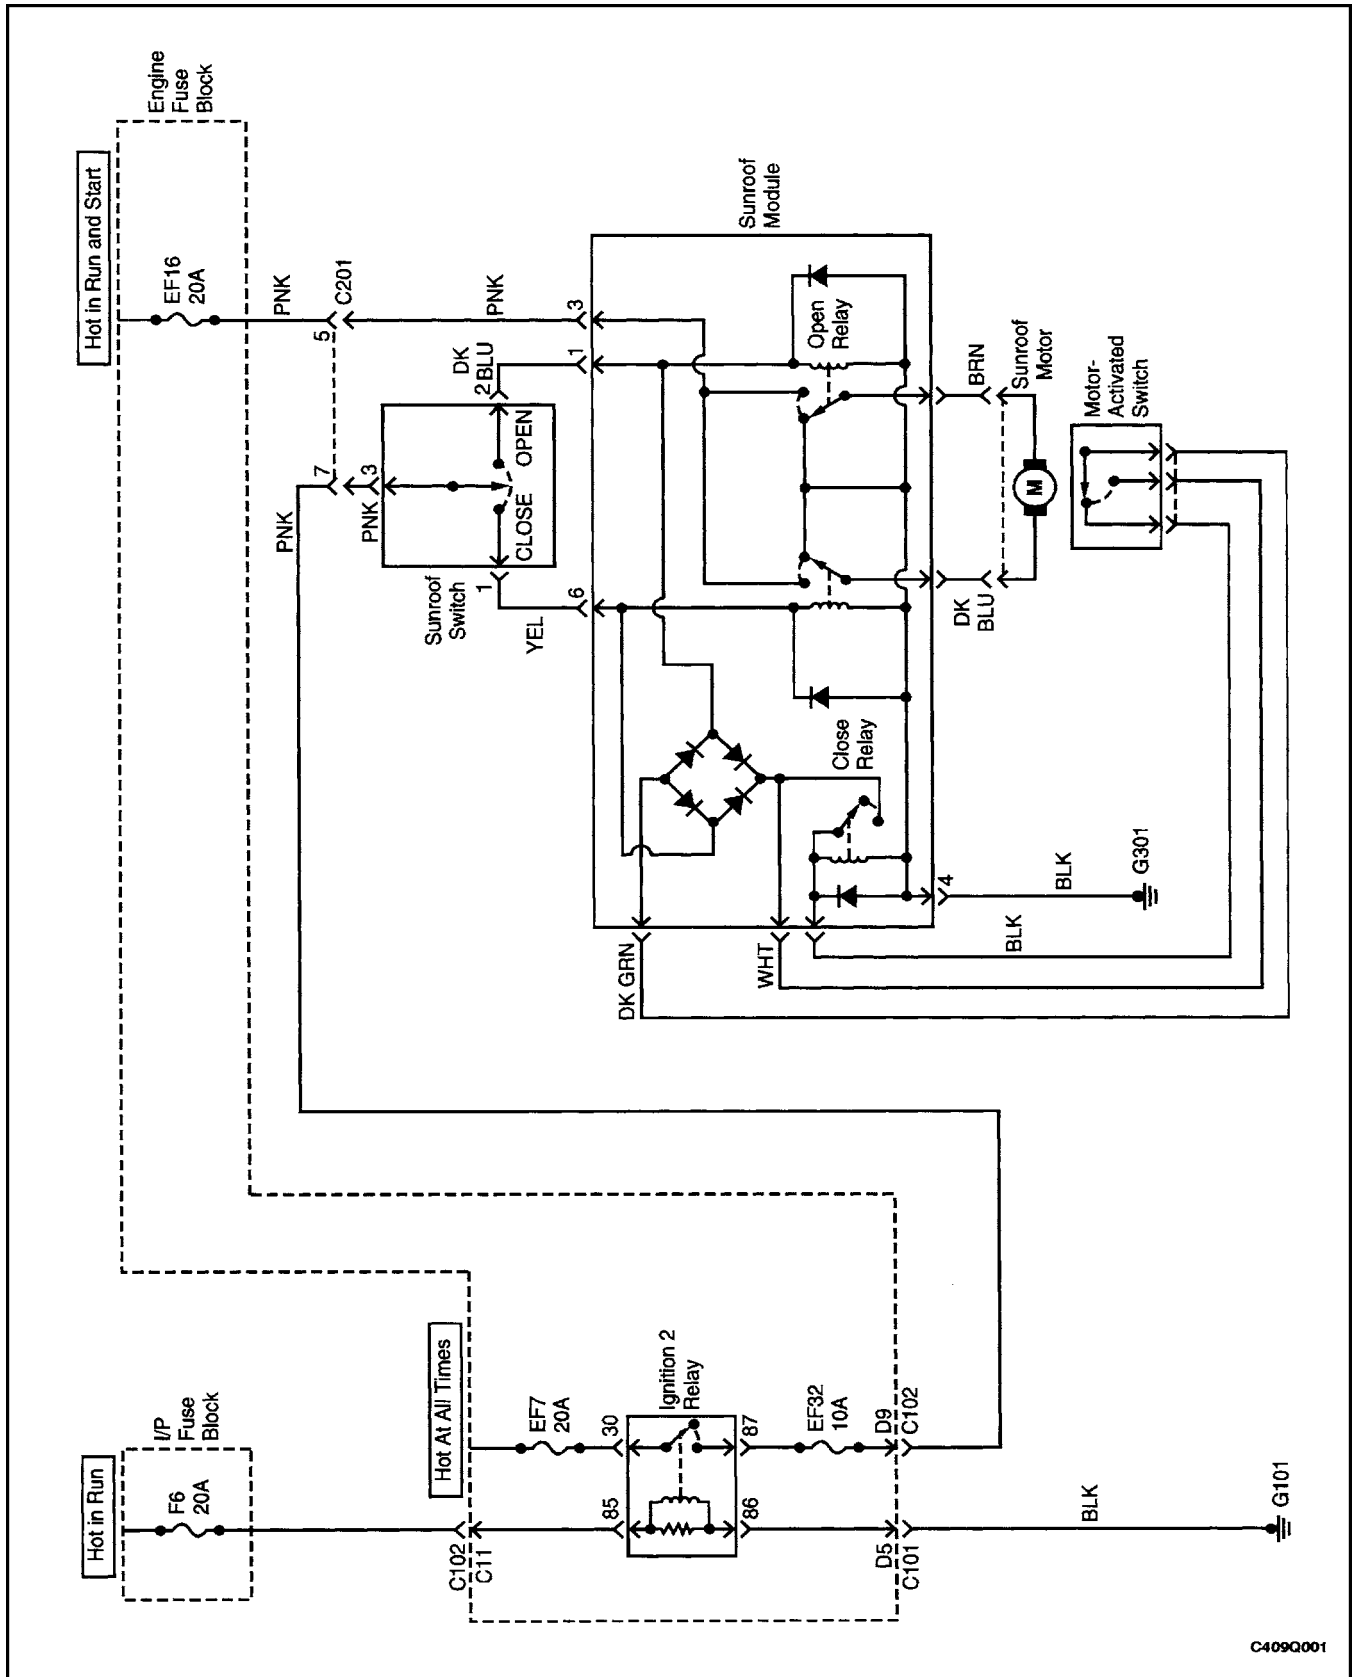 Hot in Run
I/P
Fuse
Block
F6
20A
C102
C11
Hot At All Times
EF7
20A
30
85
Ignition 2
Relay
87
86
EF32
10A
D9
C102
D5
C101
BLK
G101
Hot in Run and Start
Engine
Fuse
Block
EF16
20A
PNK
5
C201
PNK
3
PNK
7
PNK
3
CLOSE
OPEN
Sunroof
Switch
1
YEL
6
2
DK
BLU
1
Sunroof
Module
Open
Relay
Close
Relay
DK GRN
WHT
BLK
4
BLK
G301
DK
BLU
BRN
Sunroof
Motor
M
Motor-
Activated
Switch
C409Q001